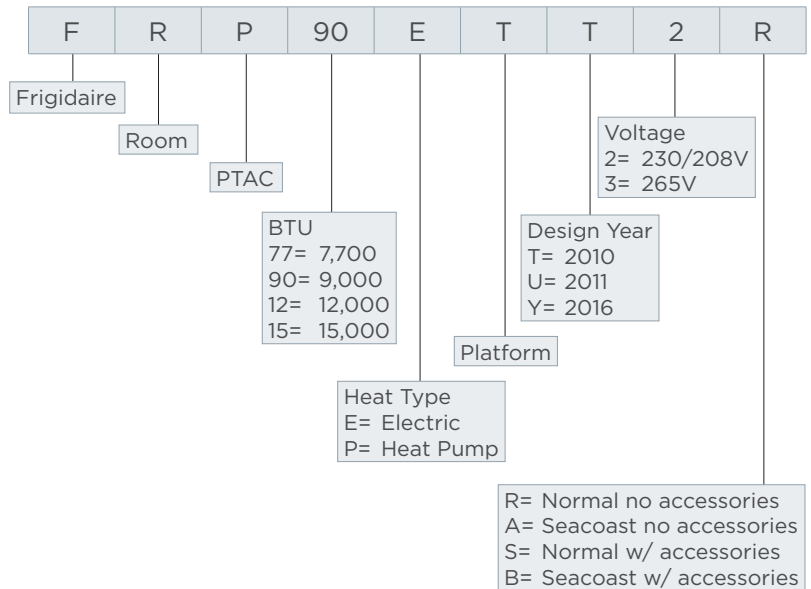 F R P 90 E T T 2 R
Frigidaire
Room
PTAC
BTU
77= 7,700
90= 9,000
12= 12,000
15= 15,000
Heat Type
E= Electric
P= Heat Pump
Platform
Design Year
T= 2010
U= 2011
Y= 2016
Voltage
2= 230/208V
3= 265V
R= Normal no accessories
A= Seacoast no accessories
S= Normal w/ accessories
B= Seacoast w/ accessories